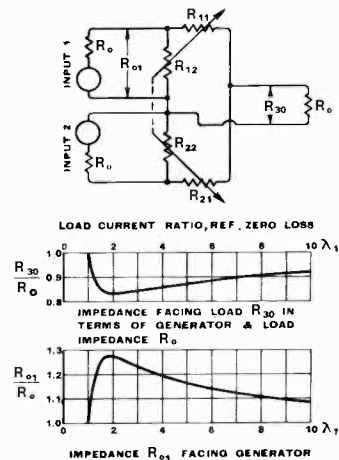 R11
INPUT 1
Ro
R01
R12
INPUT 2
Ro
R22
R21
R30
Ro
LOAD CURRENT RATIO, REF. ZERO LOSS
R30
Ro
1.0
0.9
0.8
0 2 4 6 8 10 λ1
IMPEDANCE FACING LOAD R30 IN
TERMS OF GENERATOR & LOAD
IMPEDANCE Ro
R01
Ro
1.3
1.2
1.1
1.0
0 2 4 6 8 10 λ1
IMPEDANCE R01 FACING GENERATOR